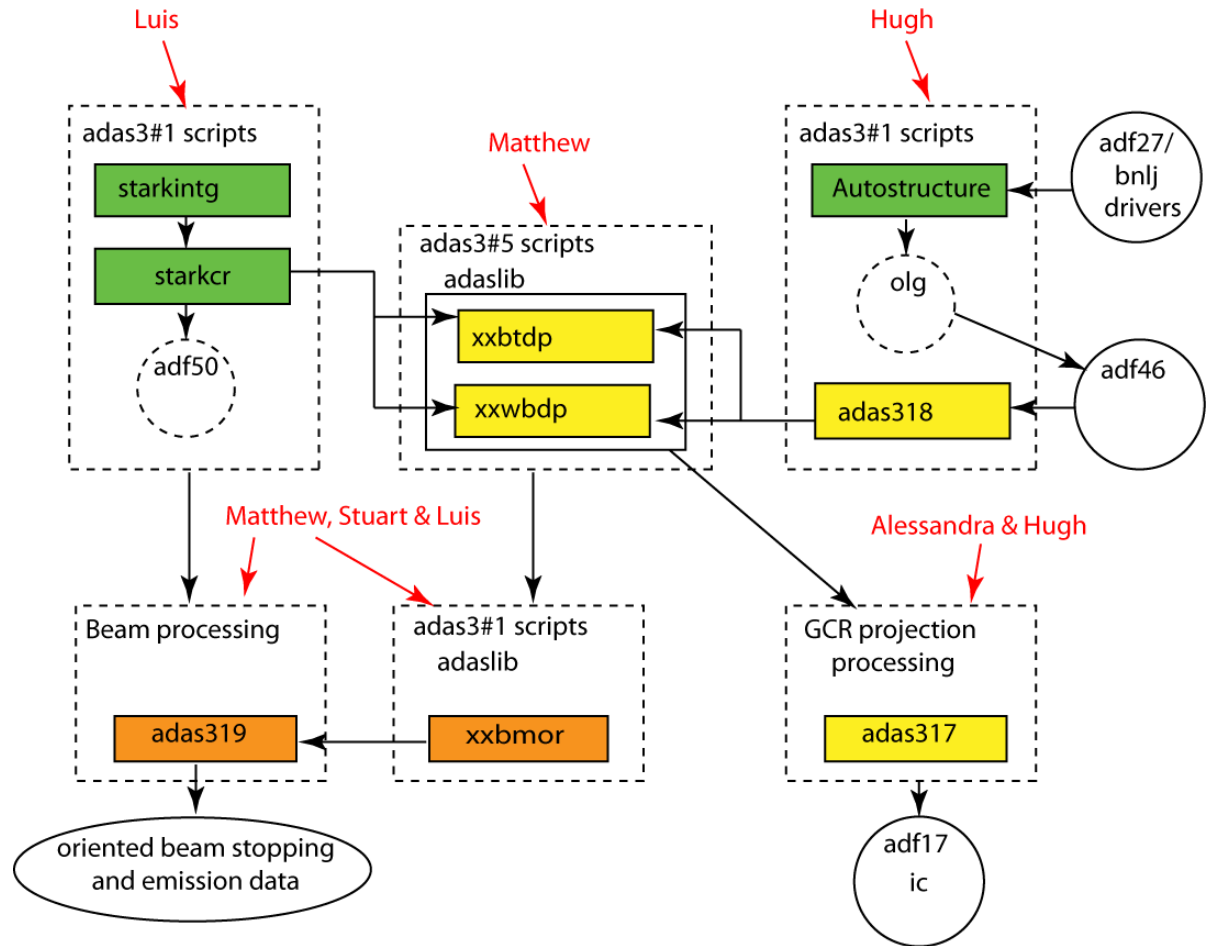 Luis
Hugh
adas3#1 scripts
starkintg
starkcr
adf50
Matthew
adas3#5 scripts
adaslib
xxbtdp
xxwbdp
adas3#1 scripts
Autostructure
olg
adas318
adf27/
bnlj
drivers
adf46
Matthew, Stuart & Luis
Alessandra & Hugh
Beam processing
adas319
adas3#1 scripts
adaslib
xxbmor
GCR projection
processing
adas317
oriented beam stopping
and emission data
adf17
ic